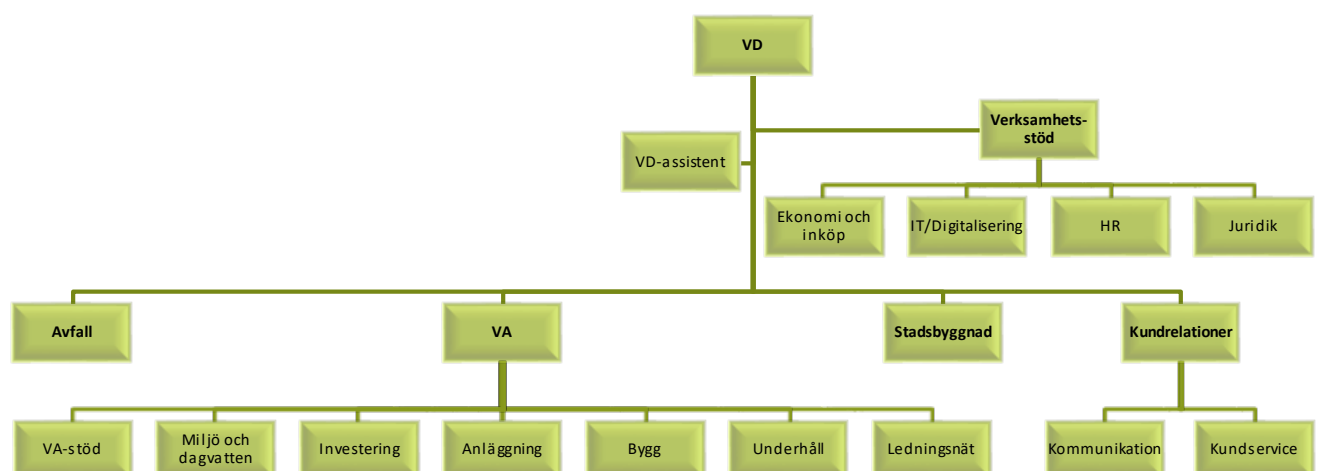 VD
Verksamhets-
stöd
VD-assistent
Ekonomi och
inköp
IT/Digitalisering
HR
Juridik
Avfall
VA
Stadsbyggnad
Kundrelationer
VA-stöd
Miljö och
dagvatten
Investering
Anläggning
Bygg
Underhåll
Ledningsnät
Kommunikation
Kundservice